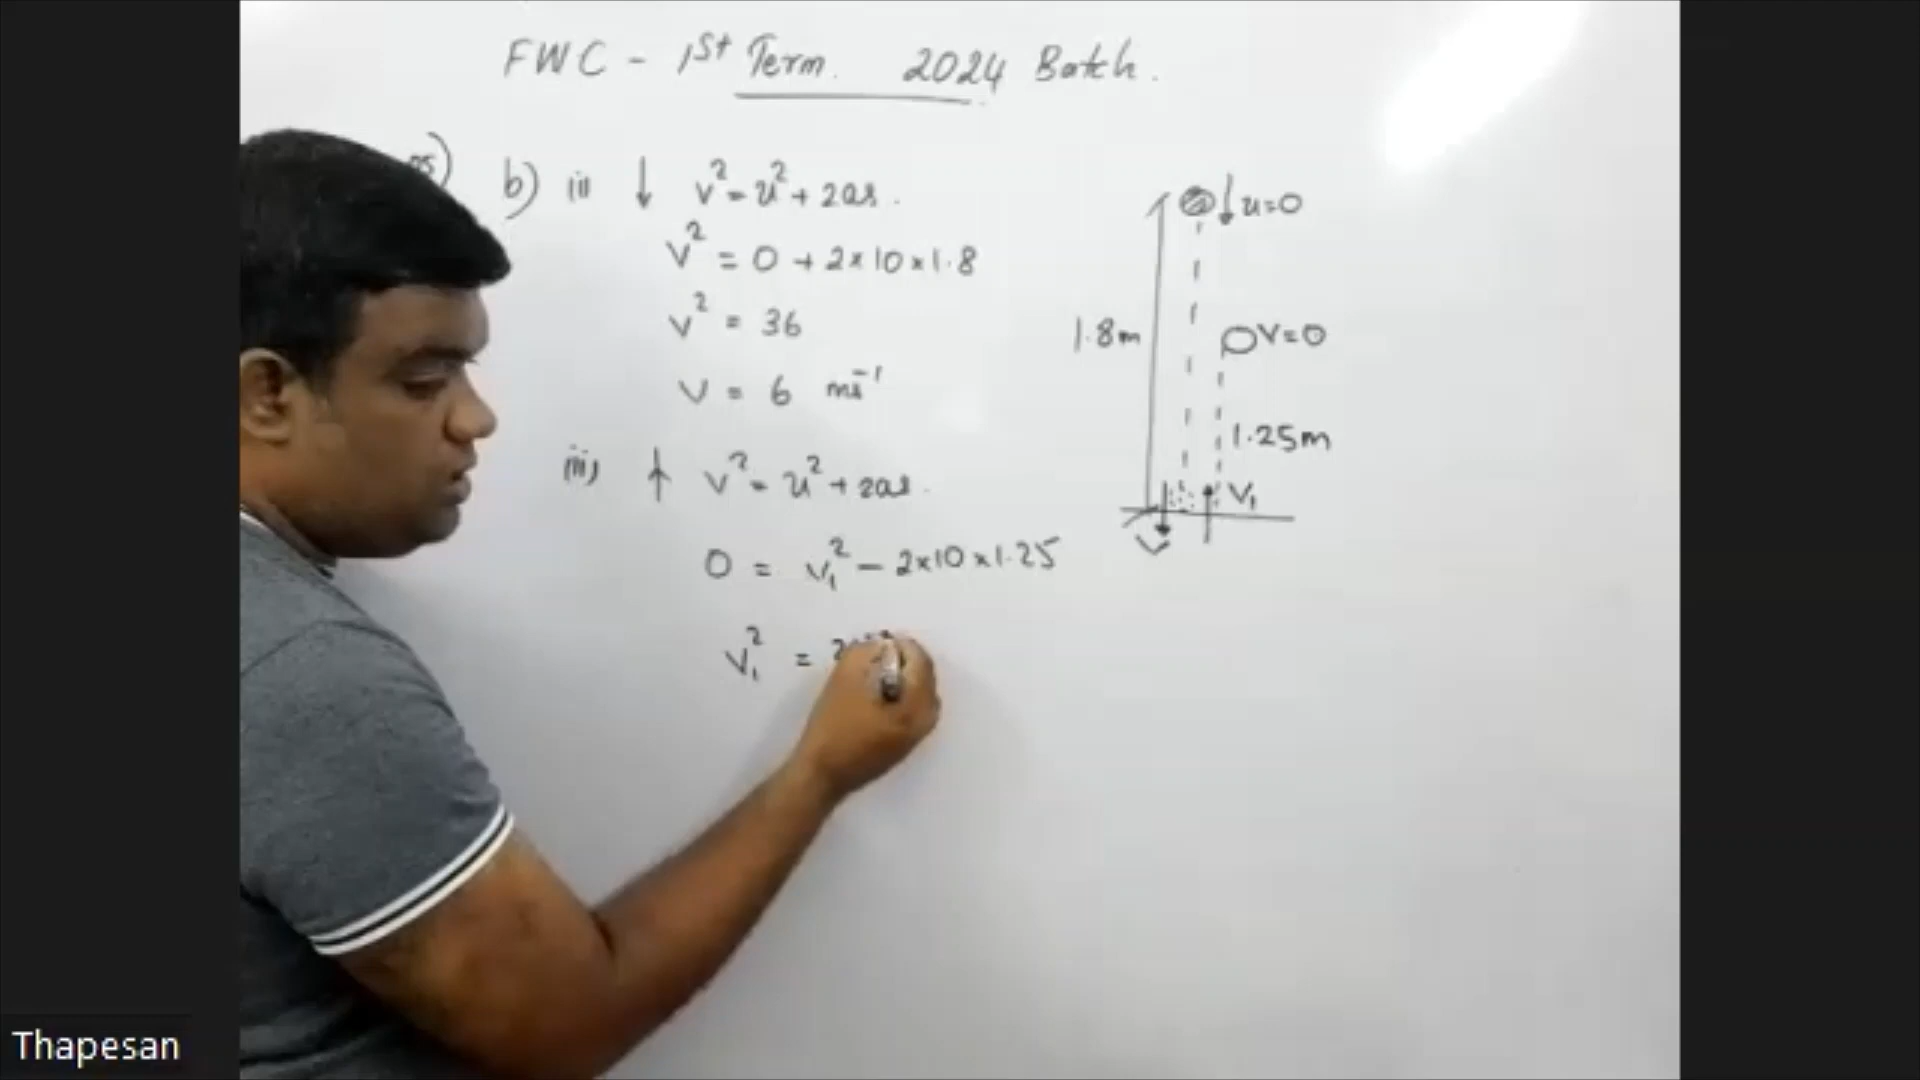 FWC - 1st Term. 2024 Batch.
b) (ii) ↓ v² = u² + 2as.
v² = 0 + 2×10×1.8
v² = 36
v = 6 ms⁻¹
(iii) ↑ v² = u² + 2as.
0 = v₁² - 2×10×1.25
v₁² =
u=0
1.8m
v=0
1.25m
V₁
V
Thapesan